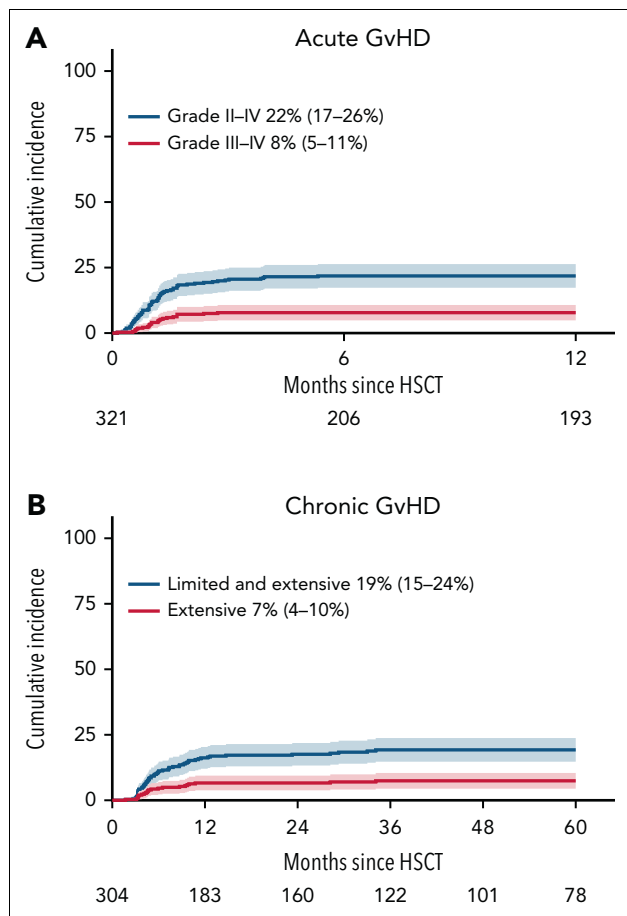 A
Acute GvHD
100
75
50
25
0
Cumulative incidence
Grade II–IV 22% (17–26%)
Grade III–IV 8% (5–11%)
0 6 12
Months since HSCT
321 206 193
B
Chronic GvHD
100
75
50
25
0
Cumulative incidence
Limited and extensive 19% (15–24%)
Extensive 7% (4–10%)
0 12 24 36 48 60
Months since HSCT
304 183 160 122 101 78